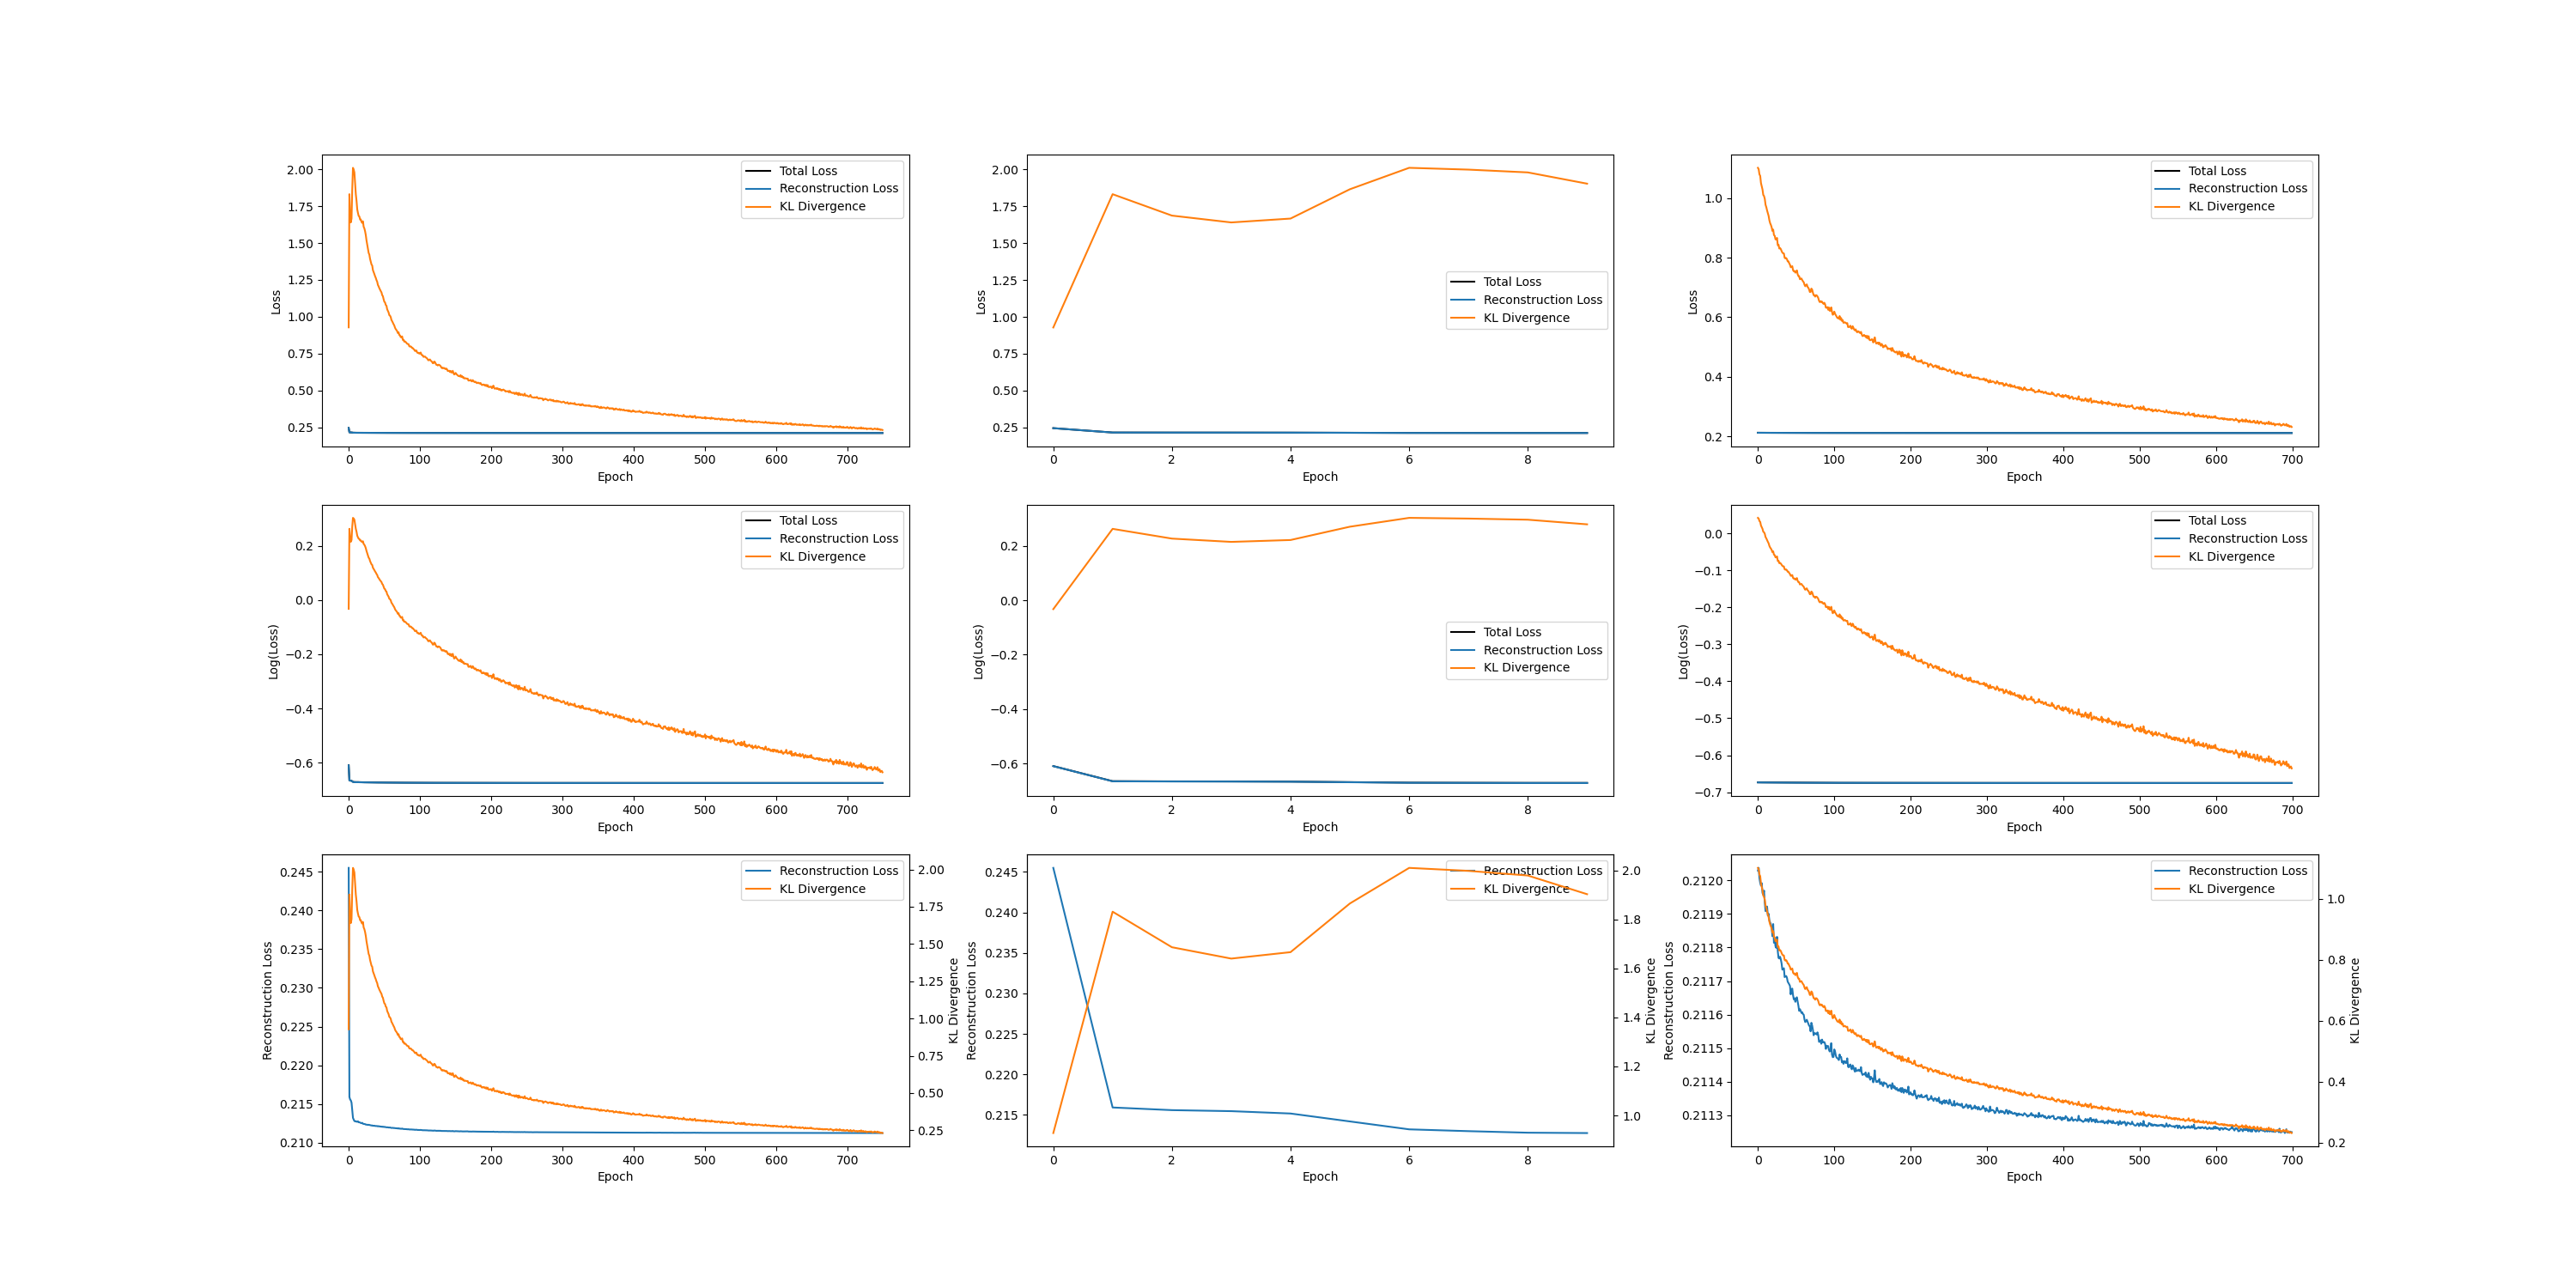 2.00
1.75
1.50
1.25
1.00
0.75
0.50
0.25
Loss
0 100 200 300 400 500 600 700
Epoch
Total Loss
Reconstruction Loss
KL Divergence
2.00
1.75
1.50
1.25
1.00
0.75
0.50
0.25
Loss
0 2 4 6 8
Epoch
Total Loss
Reconstruction Loss
KL Divergence
1.0
0.8
0.6
0.4
0.2
Loss
0 100 200 300 400 500 600 700
Epoch
Total Loss
Reconstruction Loss
KL Divergence
0.2
0.0
−0.2
−0.4
−0.6
Log(Loss)
0 100 200 300 400 500 600 700
Epoch
Total Loss
Reconstruction Loss
KL Divergence
0.2
0.0
−0.2
−0.4
−0.6
Log(Loss)
0 2 4 6 8
Epoch
Total Loss
Reconstruction Loss
KL Divergence
0.0
−0.1
−0.2
−0.3
−0.4
−0.5
−0.6
−0.7
Log(Loss)
0 100 200 300 400 500 600 700
Epoch
Total Loss
Reconstruction Loss
KL Divergence
0.245
0.240
0.235
0.230
0.225
0.220
0.215
0.210
Reconstruction Loss
0 100 200 300 400 500 600 700
Epoch
Reconstruction Loss
KL Divergence
2.00
1.75
1.50
1.25
1.00
0.75
0.50
0.25
KL Divergence
0.245
0.240
0.235
0.230
0.225
0.220
0.215
Reconstruction Loss
0 2 4 6 8
Epoch
Reconstruction Loss
KL Divergence
2.0
1.8
1.6
1.4
1.2
1.0
KL Divergence
0.2120
0.2119
0.2118
0.2117
0.2116
0.2115
0.2114
0.2113
Reconstruction Loss
0 100 200 300 400 500 600 700
Epoch
Reconstruction Loss
KL Divergence
1.0
0.8
0.6
0.4
0.2
KL Divergence